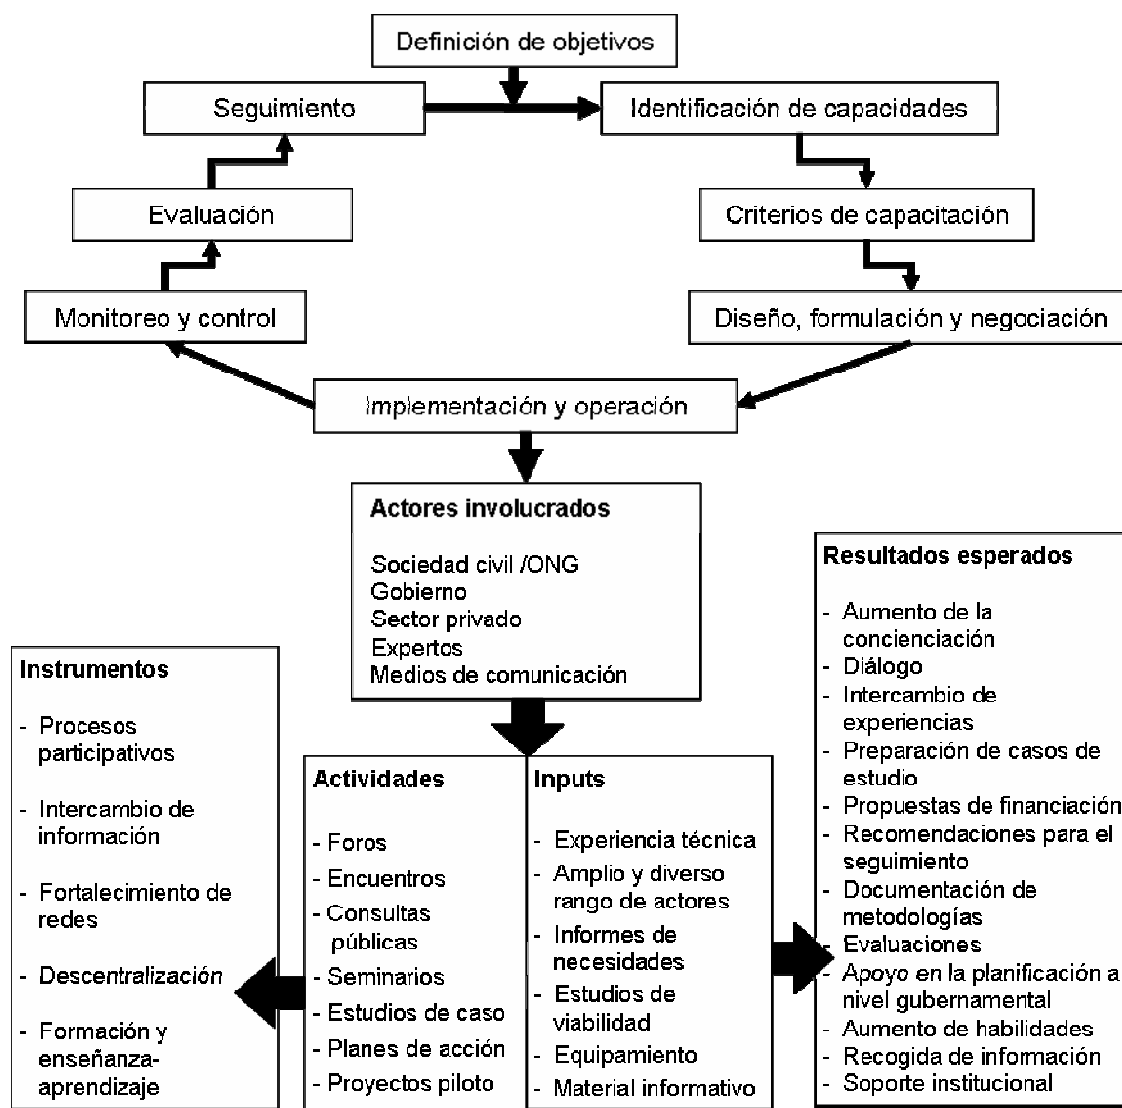 Definición de objetivos
Seguimiento
Identificación de capacidades
Evaluación
Criterios de capacitación
Monitoreo y control
Diseño, formulación y negociación
Implementación y operación
Actores involucrados
Sociedad civil /ONG
Gobierno
Sector privado
Expertos
Medios de comunicación
Instrumentos
- Procesos
participativos
- Intercambio de
información
- Fortalecimiento de
redes
- Descentralización
- Formación y
enseñanza-
aprendizaje
Actividades
- Foros
- Encuentros
- Consultas
públicas
- Seminarios
- Estudios de caso
- Planes de acción
- Proyectos piloto
Inputs
- Experiencia técnica
- Amplio y diverso
rango de actores
- Informes de
necesidades
- Estudios de
viabilidad
- Equipamiento
- Material informativo
Resultados esperados
- Aumento de la
concienciación
- Diálogo
- Intercambio de
experiencias
- Preparación de casos de
estudio
- Propuestas de financiación
- Recomendaciones para el
seguimiento
- Documentación de
metodologías
- Evaluaciones
- Apoyo en la planificación a
nivel gubernamental
- Aumento de habilidades
- Recogida de información
- Soporte institucional